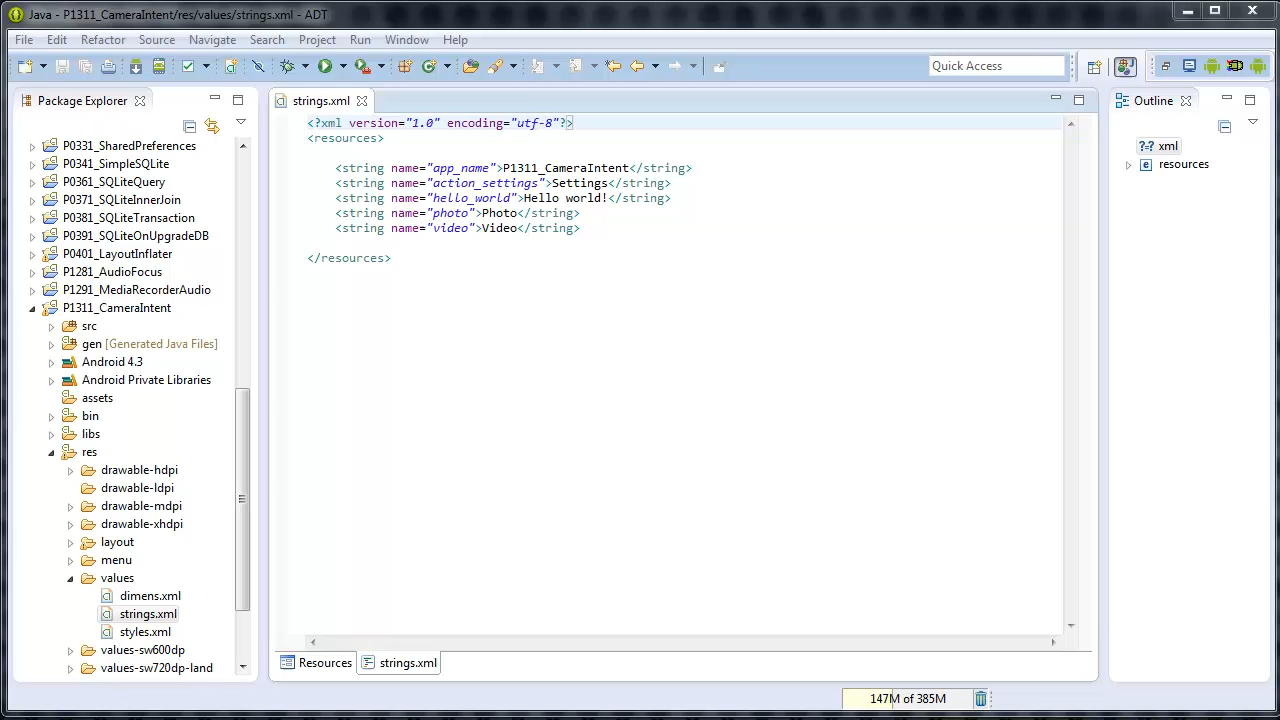 Java - P1311_CameraIntent/res/values/strings.xml - ADT
File Edit Refactor Source Navigate Search Project Run Window Help
Quick Access
Package Explorer
P0331_SharedPreferences
P0341_SimpleSQLite
P0361_SQLiteQuery
P0371_SQLiteInnerJoin
P0381_SQLiteTransaction
P0391_SQLiteOnUpgradeDB
P0401_LayoutInflater
P1281_AudioFocus
P1291_MediaRecorderAudio
P1311_CameraIntent
src
gen [Generated Java Files]
Android 4.3
Android Private Libraries
assets
bin
libs
res
drawable-hdpi
drawable-ldpi
drawable-mdpi
drawable-xhdpi
layout
menu
values
dimens.xml
strings.xml
styles.xml
values-sw600dp
values-sw720dp-land
strings.xml
<?xml version="1.0" encoding="utf-8"?>
<resources>
<string name="app_name">P1311_CameraIntent</string>
<string name="action_settings">Settings</string>
<string name="hello_world">Hello world!</string>
<string name="photo">Photo</string>
<string name="video">Video</string>
</resources>
Resources strings.xml
Outline
?-? xml
e resources
147M of 385M